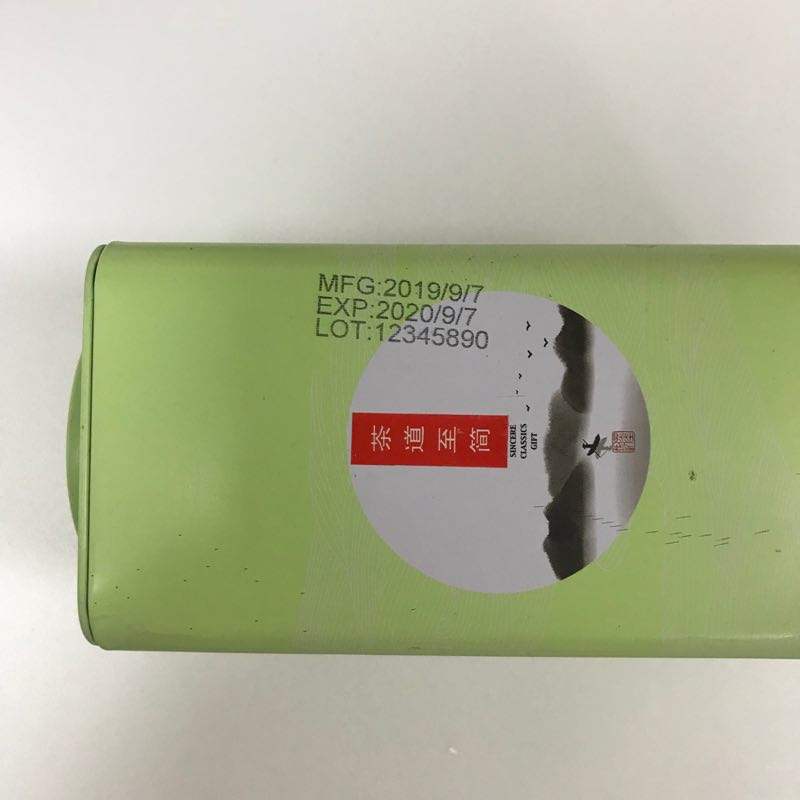 MFG:2019/9/7
EXP:2020/9/7
LOT:12345890
茶道至简
SINCERE
CLASSICS
GIFT